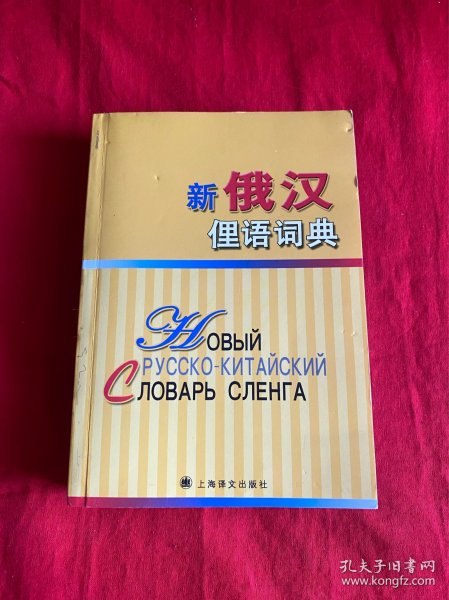 新 俄汉
俚语词典
Новый
РУССКО-КИТАЙСКИЙ
СЛОВАРЬ СЛЕНГА
上海译文出版社
孔夫子旧书网
www.kongfz.com